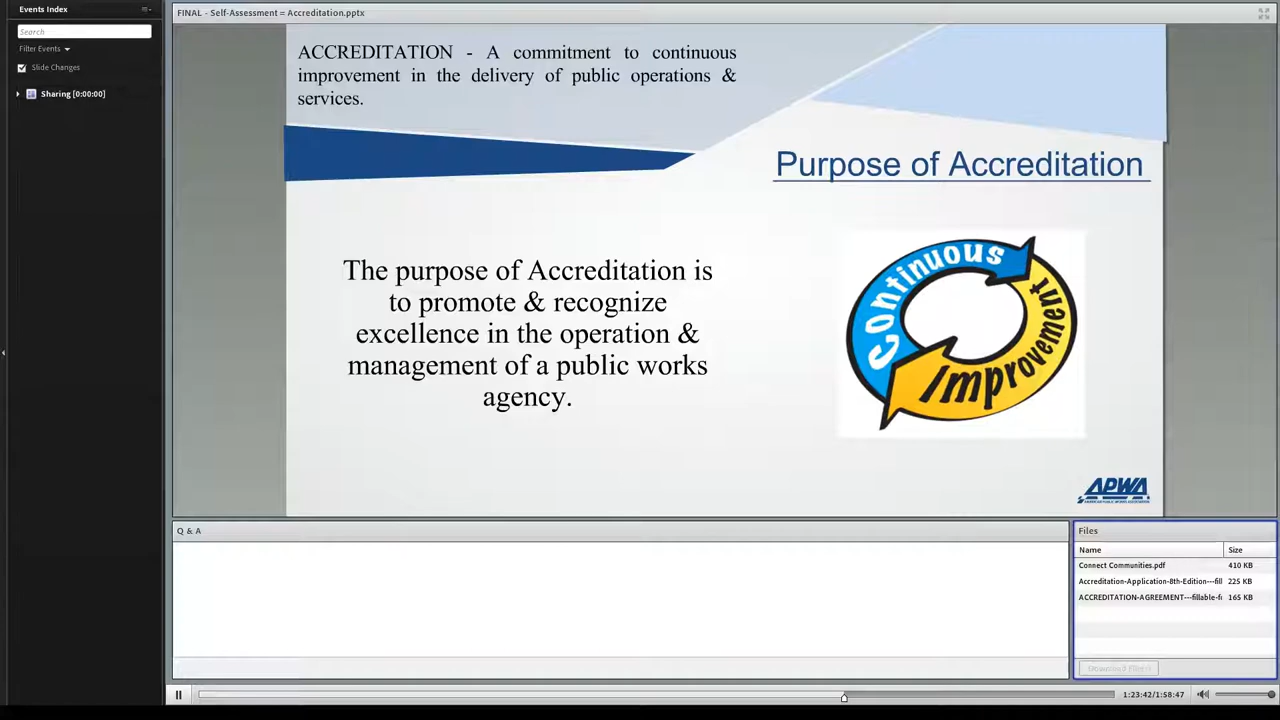 Events Index
Search
Filter Events
Slide Changes
Sharing [0:00:00]
FINAL - Self-Assessment = Accreditation.pptx
ACCREDITATION - A commitment to continuous
improvement in the delivery of public operations &
services.
Purpose of Accreditation
The purpose of Accreditation is
to promote & recognize
excellence in the operation &
management of a public works
agency.
Continuous
Improvement
APWA
Q & A
Files
Name Size
Connect Communities.pdf 410 KB
Accreditation-Application-8th-Edition---fill 225 KB
ACCREDITATION-AGREEMENT---fillable-f 165 KB
1:23:42/1:58:47